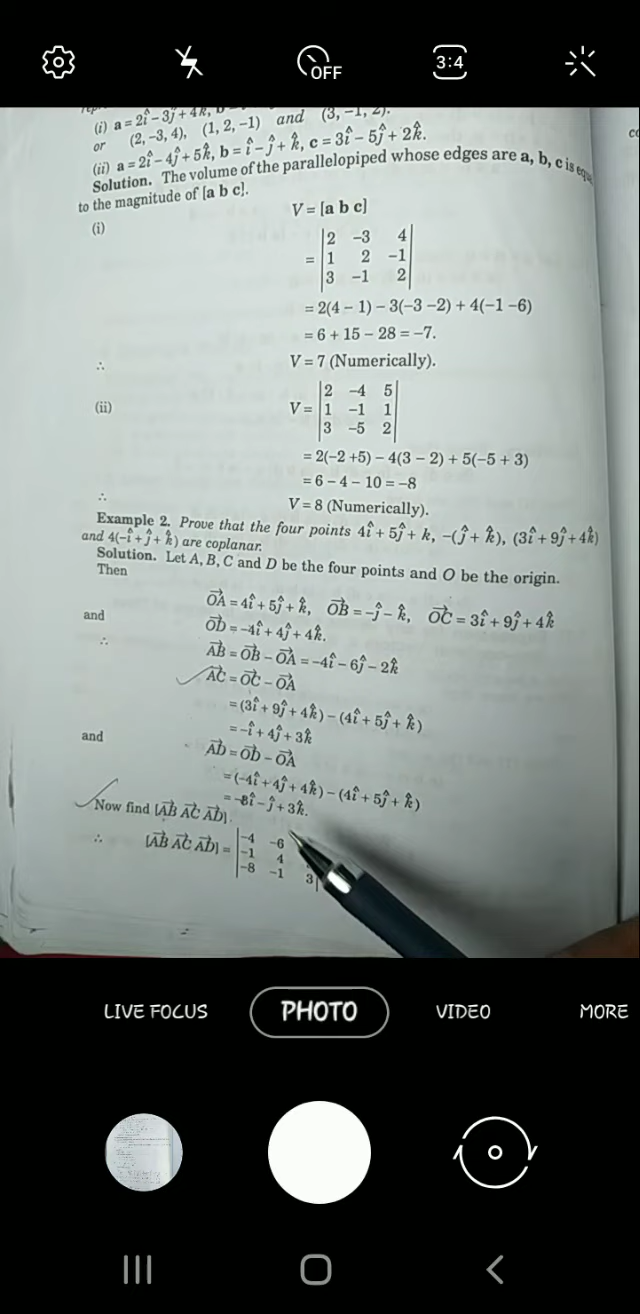 OFF
3:4
(i) a = 2î – 3ĵ + 4k̂,
or (2, –3, 4), (1, 2, –1) and (3, –1, 2).
(ii) a = 2î – 4ĵ + 5k̂, b = î – ĵ + k̂, c = 3î – 5ĵ + 2k̂.
Solution. The volume of the parallelopiped whose edges are a, b, c is
to the magnitude of [a b c].
(i) V = [a b c]
= |2 –3 4|
|1 2 –1|
|3 –1 2|
= 2(4 – 1) – 3(–3 –2) + 4(–1 –6)
= 6 + 15 – 28 = –7.
∴ V = 7 (Numerically).
(ii) V = |2 –4 5|
|1 –1 1|
|3 –5 2|
= 2(–2 +5) – 4(3 – 2) + 5(–5 + 3)
= 6 – 4 – 10 = –8
∴ V = 8 (Numerically).
Example 2. Prove that the four points 4î + 5ĵ + k, –(ĵ + k̂), (3î + 9ĵ + 4k̂)
and 4(–î + ĵ + k̂) are coplanar.
Solution. Let A, B, C and D be the four points and O be the origin.
Then
OA⃗ = 4î + 5ĵ + k̂, OB⃗ = –ĵ – k̂, OC⃗ = 3î + 9ĵ + 4k̂
and OD⃗ = –4î + 4ĵ + 4k̂.
∴ AB⃗ = OB⃗ – OA⃗ = –4î – 6ĵ – 2k̂
AC⃗ = OC⃗ – OA⃗
= (3î + 9ĵ + 4k̂) – (4î + 5ĵ + k̂)
= –î + 4ĵ + 3k̂
and AD⃗ = OD⃗ – OA⃗
= (–4î + 4ĵ + 4k̂) – (4î + 5ĵ + k̂)
= –8î – ĵ + 3k̂.
Now find [AB⃗ AC⃗ AD⃗].
∴ [AB⃗ AC⃗ AD⃗] = |–4 –6
|–1 4
|–8 –1 3|
LIVE FOCUS PHOTO VIDEO MORE